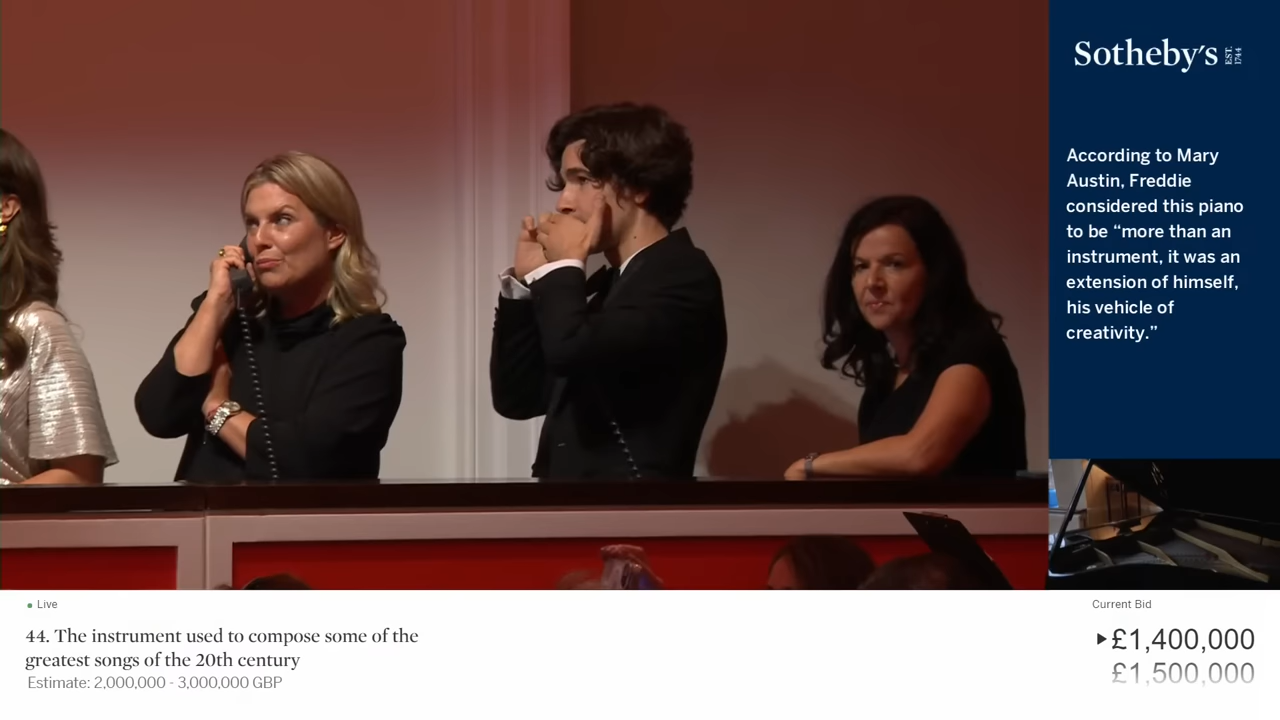 Sotheby's EST. 1744
According to Mary
Austin, Freddie
considered this piano
to be “more than an
instrument, it was an
extension of himself,
his vehicle of
creativity.”
Live
44. The instrument used to compose some of the
greatest songs of the 20th century
Estimate: 2,000,000 - 3,000,000 GBP
Current Bid
£1,400,000
£1,500,000